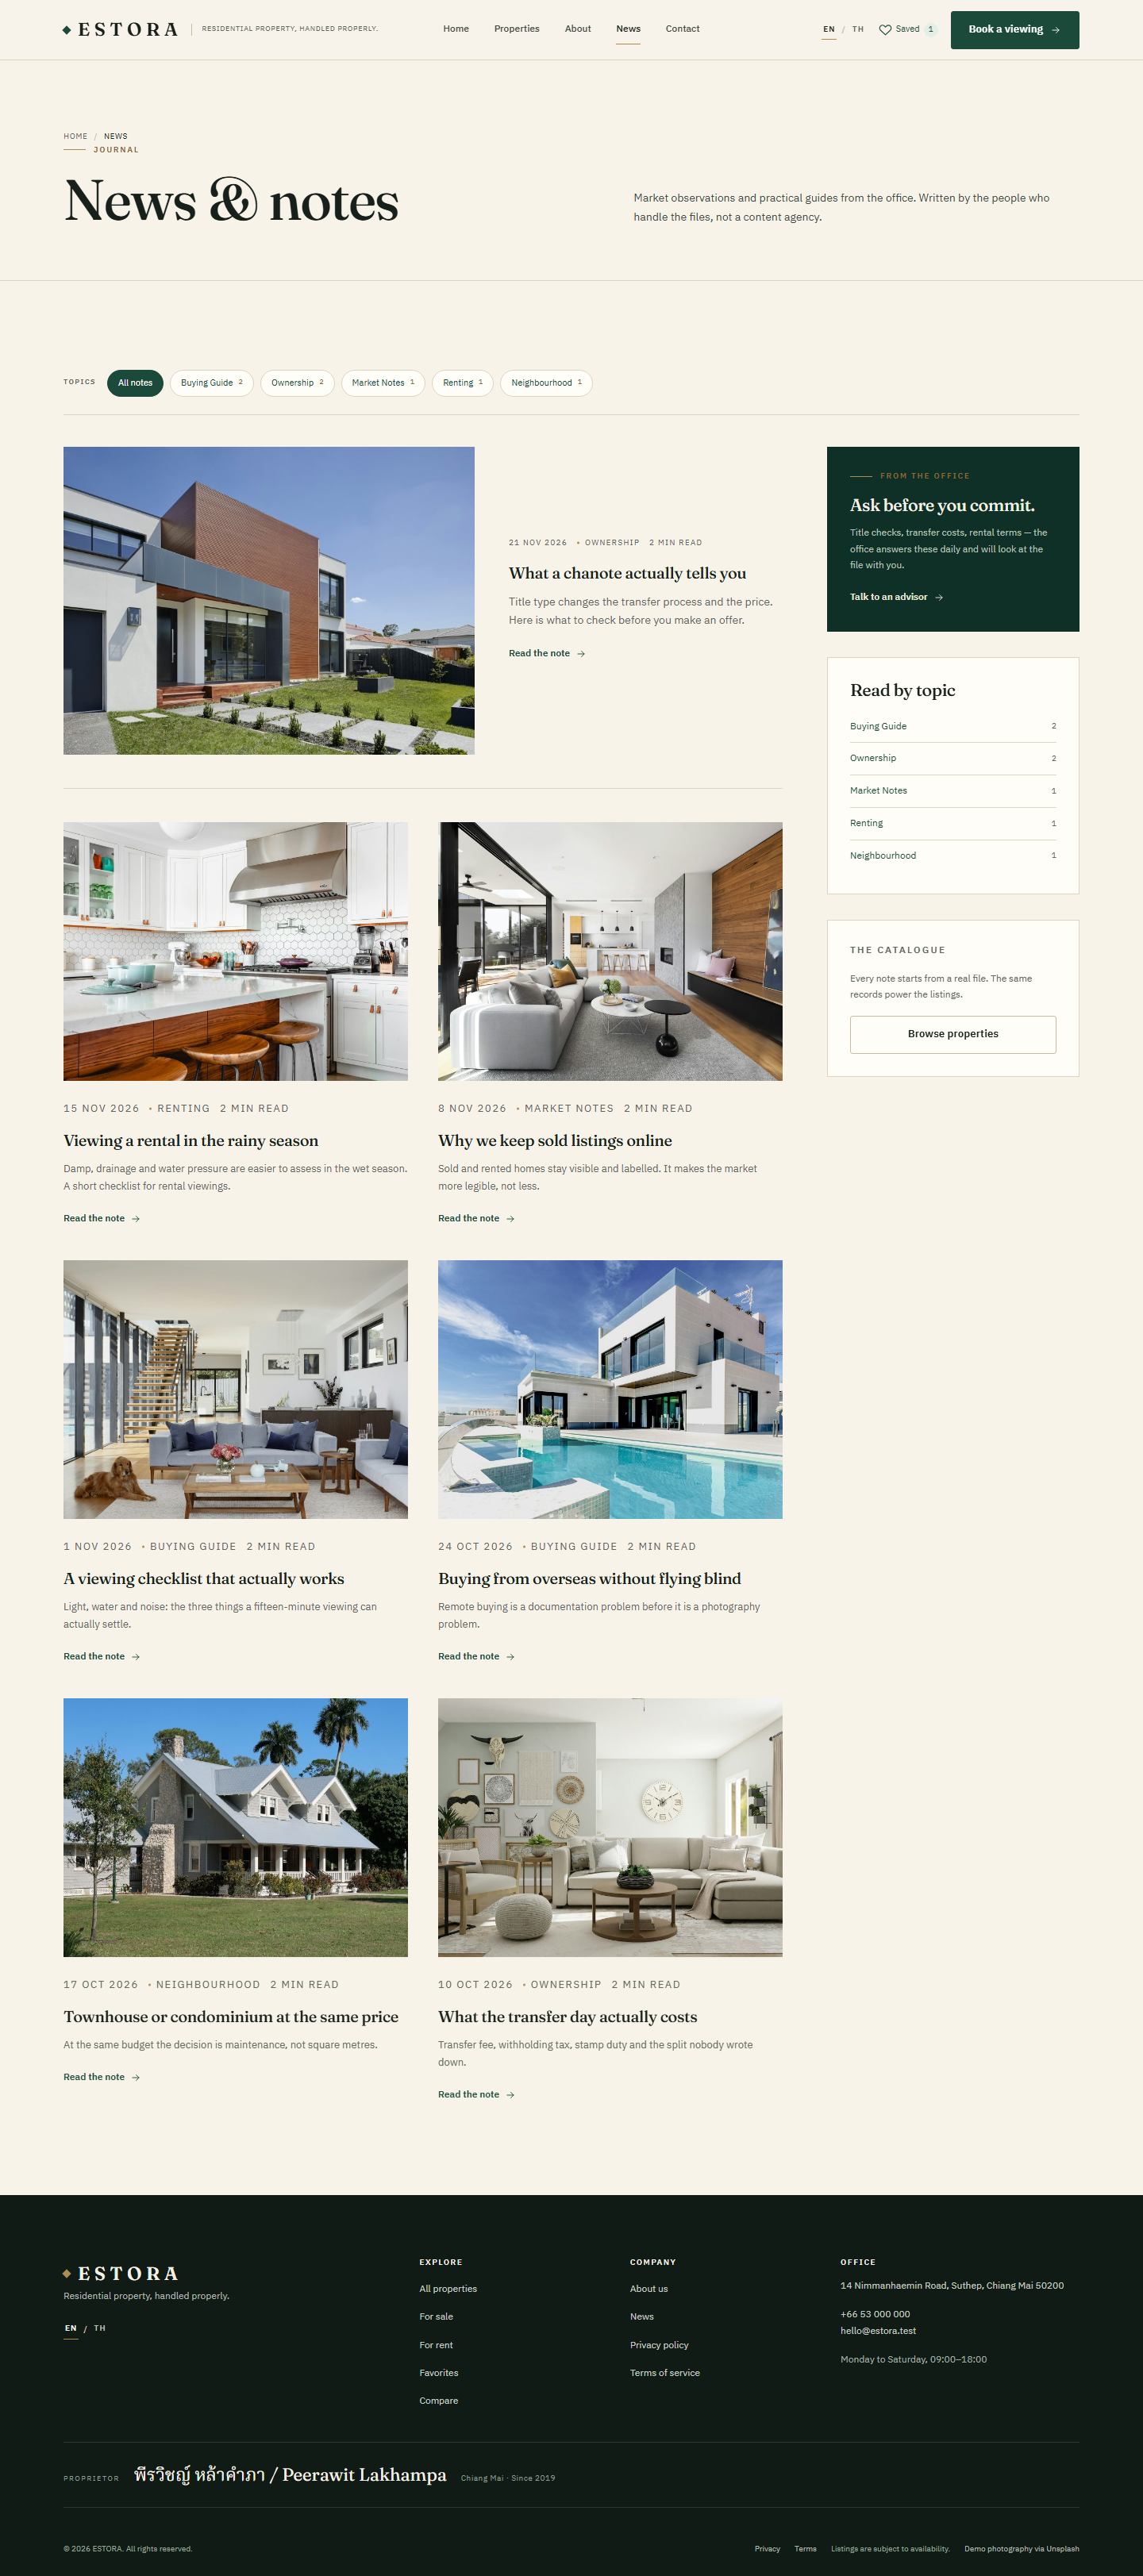 ESTORA
RESIDENTIAL PROPERTY, HANDLED PROPERLY.
Home
Properties
About
News
Contact
EN / TH
Saved 1
Book a viewing →
HOME / NEWS
JOURNAL
News & notes
Market observations and practical guides from the office. Written by the people who
handle the files, not a content agency.
TOPICS
All notes
Buying Guide 2
Ownership 2
Market Notes 1
Renting 1
Neighbourhood 1
21 NOV 2026 • OWNERSHIP 2 MIN READ
What a chanote actually tells you
Title type changes the transfer process and the price.
Here is what to check before you make an offer.
Read the note →
FROM THE OFFICE
Ask before you commit.
Title checks, transfer costs, rental terms — the
office answers these daily and will look at the
file with you.
Talk to an advisor →
Read by topic
Buying Guide 2
Ownership 2
Market Notes 1
Renting 1
Neighbourhood 1
THE CATALOGUE
Every note starts from a real file. The same
records power the listings.
Browse properties
15 NOV 2026 • RENTING 2 MIN READ
Viewing a rental in the rainy season
Damp, drainage and water pressure are easier to assess in the wet season.
A short checklist for rental viewings.
Read the note →
8 NOV 2026 • MARKET NOTES 2 MIN READ
Why we keep sold listings online
Sold and rented homes stay visible and labelled. It makes the market
more legible, not less.
Read the note →
1 NOV 2026 • BUYING GUIDE 2 MIN READ
A viewing checklist that actually works
Light, water and noise: the three things a fifteen-minute viewing can
actually settle.
Read the note →
24 OCT 2026 • BUYING GUIDE 2 MIN READ
Buying from overseas without flying blind
Remote buying is a documentation problem before it is a photography
problem.
Read the note →
17 OCT 2026 • NEIGHBOURHOOD 2 MIN READ
Townhouse or condominium at the same price
At the same budget the decision is maintenance, not square metres.
Read the note →
10 OCT 2026 • OWNERSHIP 2 MIN READ
What the transfer day actually costs
Transfer fee, withholding tax, stamp duty and the split nobody wrote
down.
Read the note →
ESTORA
Residential property, handled properly.
EN / TH
EXPLORE
All properties
For sale
For rent
Favorites
Compare
COMPANY
About us
News
Privacy policy
Terms of service
OFFICE
14 Nimmanhaemin Road, Suthep, Chiang Mai 50200
+66 53 000 000
hello@estora.test
Monday to Saturday, 09:00–18:00
PROPRIETOR
พีรวิชญ์ หล้าคำภา / Peerawit Lakhampa
Chiang Mai · Since 2019
© 2026 ESTORA. All rights reserved.
Privacy
Terms
Listings are subject to availability.
Demo photography via Unsplash